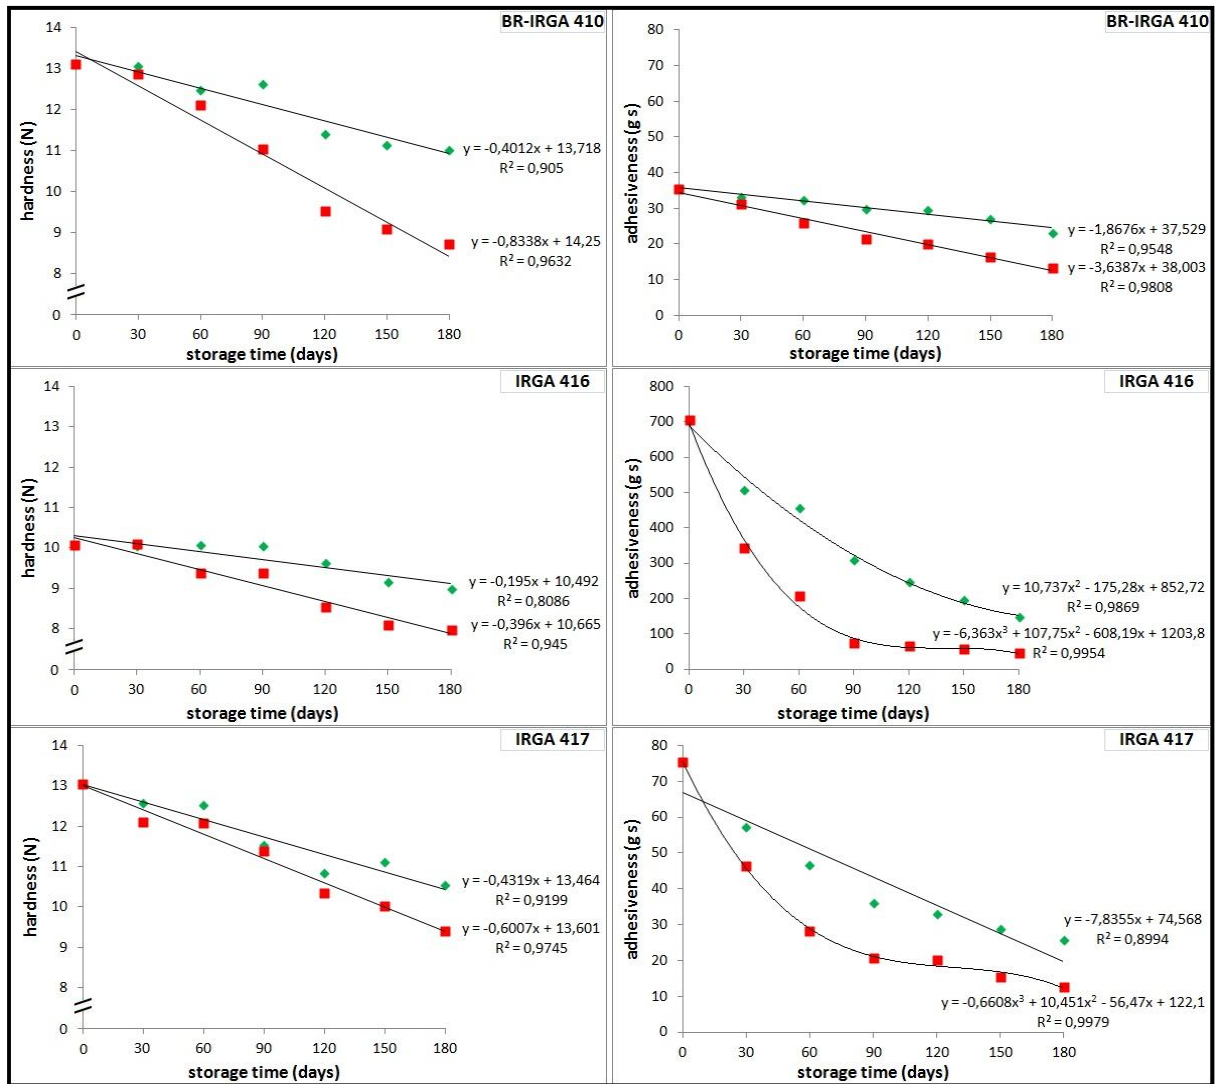 BR-IRGA 410
14
13
12
11
10
9
8
0
hardness (N)
y = -0,4012x + 13,718
R² = 0,905
y = -0,8338x + 14,25
R² = 0,9632
0 30 60 90 120 150 180
storage time (days)
BR-IRGA 410
80
70
60
50
40
30
20
10
0
adhesiveness (g s)
y = -1,8676x + 37,529
R² = 0,9548
y = -3,6387x + 38,003
R² = 0,9808
0 30 60 90 120 150 180
storage time (days)
IRGA 416
14
13
12
11
10
9
8
0
hardness (N)
y = -0,195x + 10,492
R² = 0,8086
y = -0,396x + 10,665
R² = 0,945
0 30 60 90 120 150 180
storage time (days)
IRGA 416
800
700
600
500
400
300
200
100
0
adhesiveness (g s)
y = 10,737x² - 175,28x + 852,72
R² = 0,9869
y = -6,363x³ + 107,75x² - 608,19x + 1203,8
R² = 0,9954
0 30 60 90 120 150 180
storage time (days)
IRGA 417
14
13
12
11
10
9
8
0
hardness (N)
y = -0,4319x + 13,464
R² = 0,9199
y = -0,6007x + 13,601
R² = 0,9745
0 30 60 90 120 150 180
storage time (days)
IRGA 417
80
70
60
50
40
30
20
10
0
adhesiveness (g s)
y = -7,8355x + 74,568
R² = 0,8994
y = -0,6608x³ + 10,451x² - 56,47x + 122,1
R² = 0,9979
0 30 60 90 120 150 180
storage time (days)